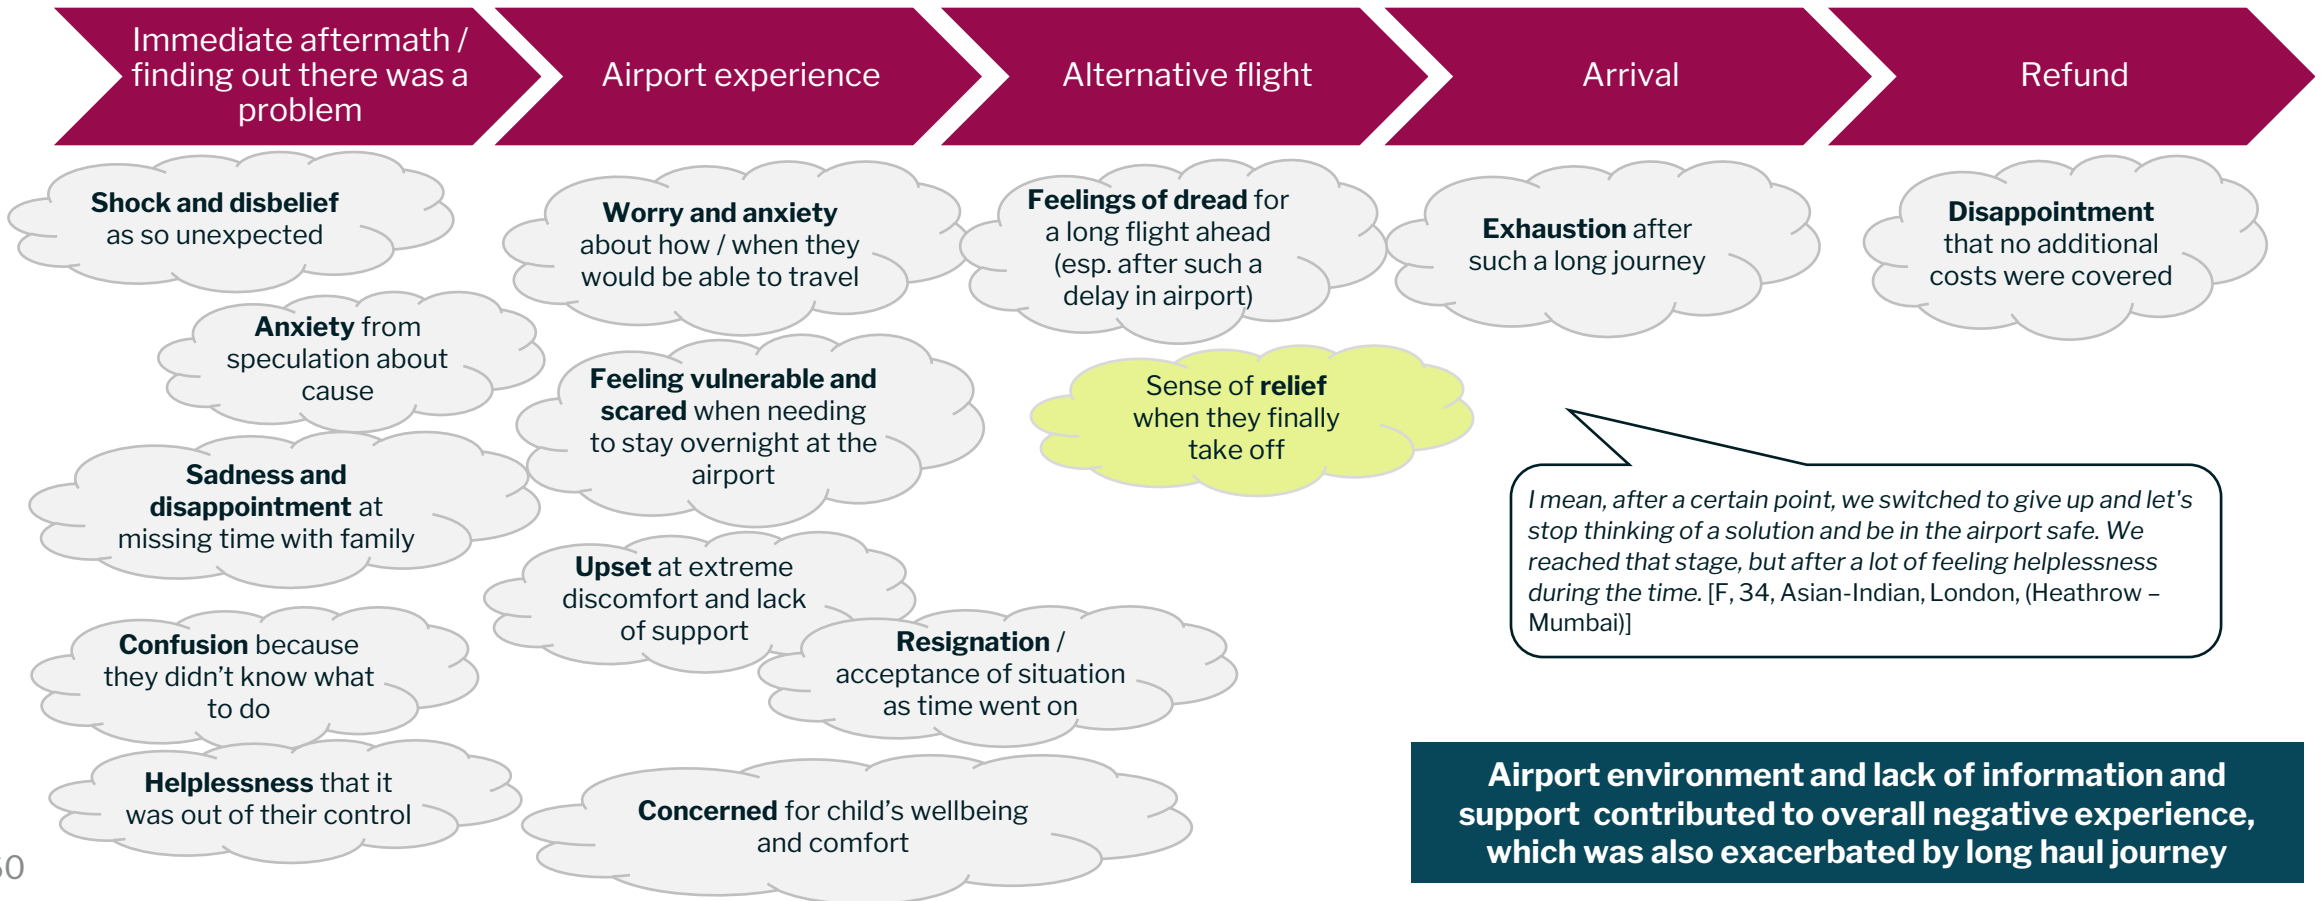 Immediate aftermath /
finding out there was a
problem
Airport experience
Alternative flight
Arrival
Refund
Shock and disbelief
as so unexpected
Anxiety from
speculation about
cause
Sadness and
disappointment at
missing time with family
Confusion because
they didn’t know what
to do
Helplessness that it
was out of their control
Worry and anxiety
about how / when they
would be able to travel
Feeling vulnerable and
scared when needing
to stay overnight at the
airport
Upset at extreme
discomfort and lack
of support
Resignation /
acceptance of situation
as time went on
Concerned for child’s wellbeing
and comfort
Feelings of dread for
a long flight ahead
(esp. after such a
delay in airport)
Sense of relief
when they finally
take off
Exhaustion after
such a long journey
Disappointment
that no additional
costs were covered
I mean, after a certain point, we switched to give up and let's
stop thinking of a solution and be in the airport safe. We
reached that stage, but after a lot of feeling helplessness
during the time. [F, 34, Asian-Indian, London, (Heathrow –
Mumbai)]
Airport environment and lack of information and
support contributed to overall negative experience,
which was also exacerbated by long haul journey